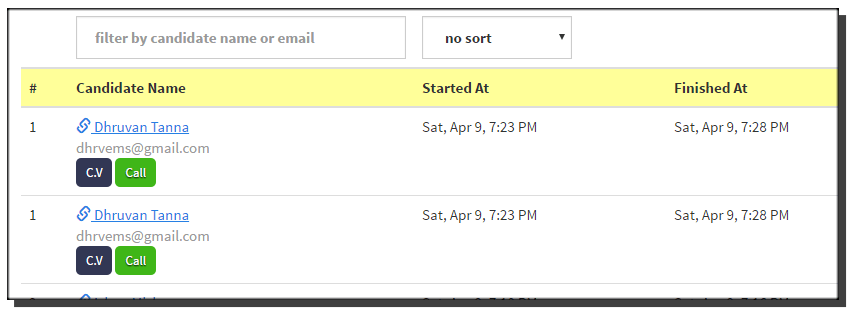 filter by candidate name or email no sort
# Candidate Name Started At Finished At
1 Dhruvan Tanna Sat, Apr 9, 7:23 PM Sat, Apr 9, 7:28 PM
dhrvems@gmail.com
C.V Call
1 Dhruvan Tanna Sat, Apr 9, 7:23 PM Sat, Apr 9, 7:28 PM
dhrvems@gmail.com
C.V Call